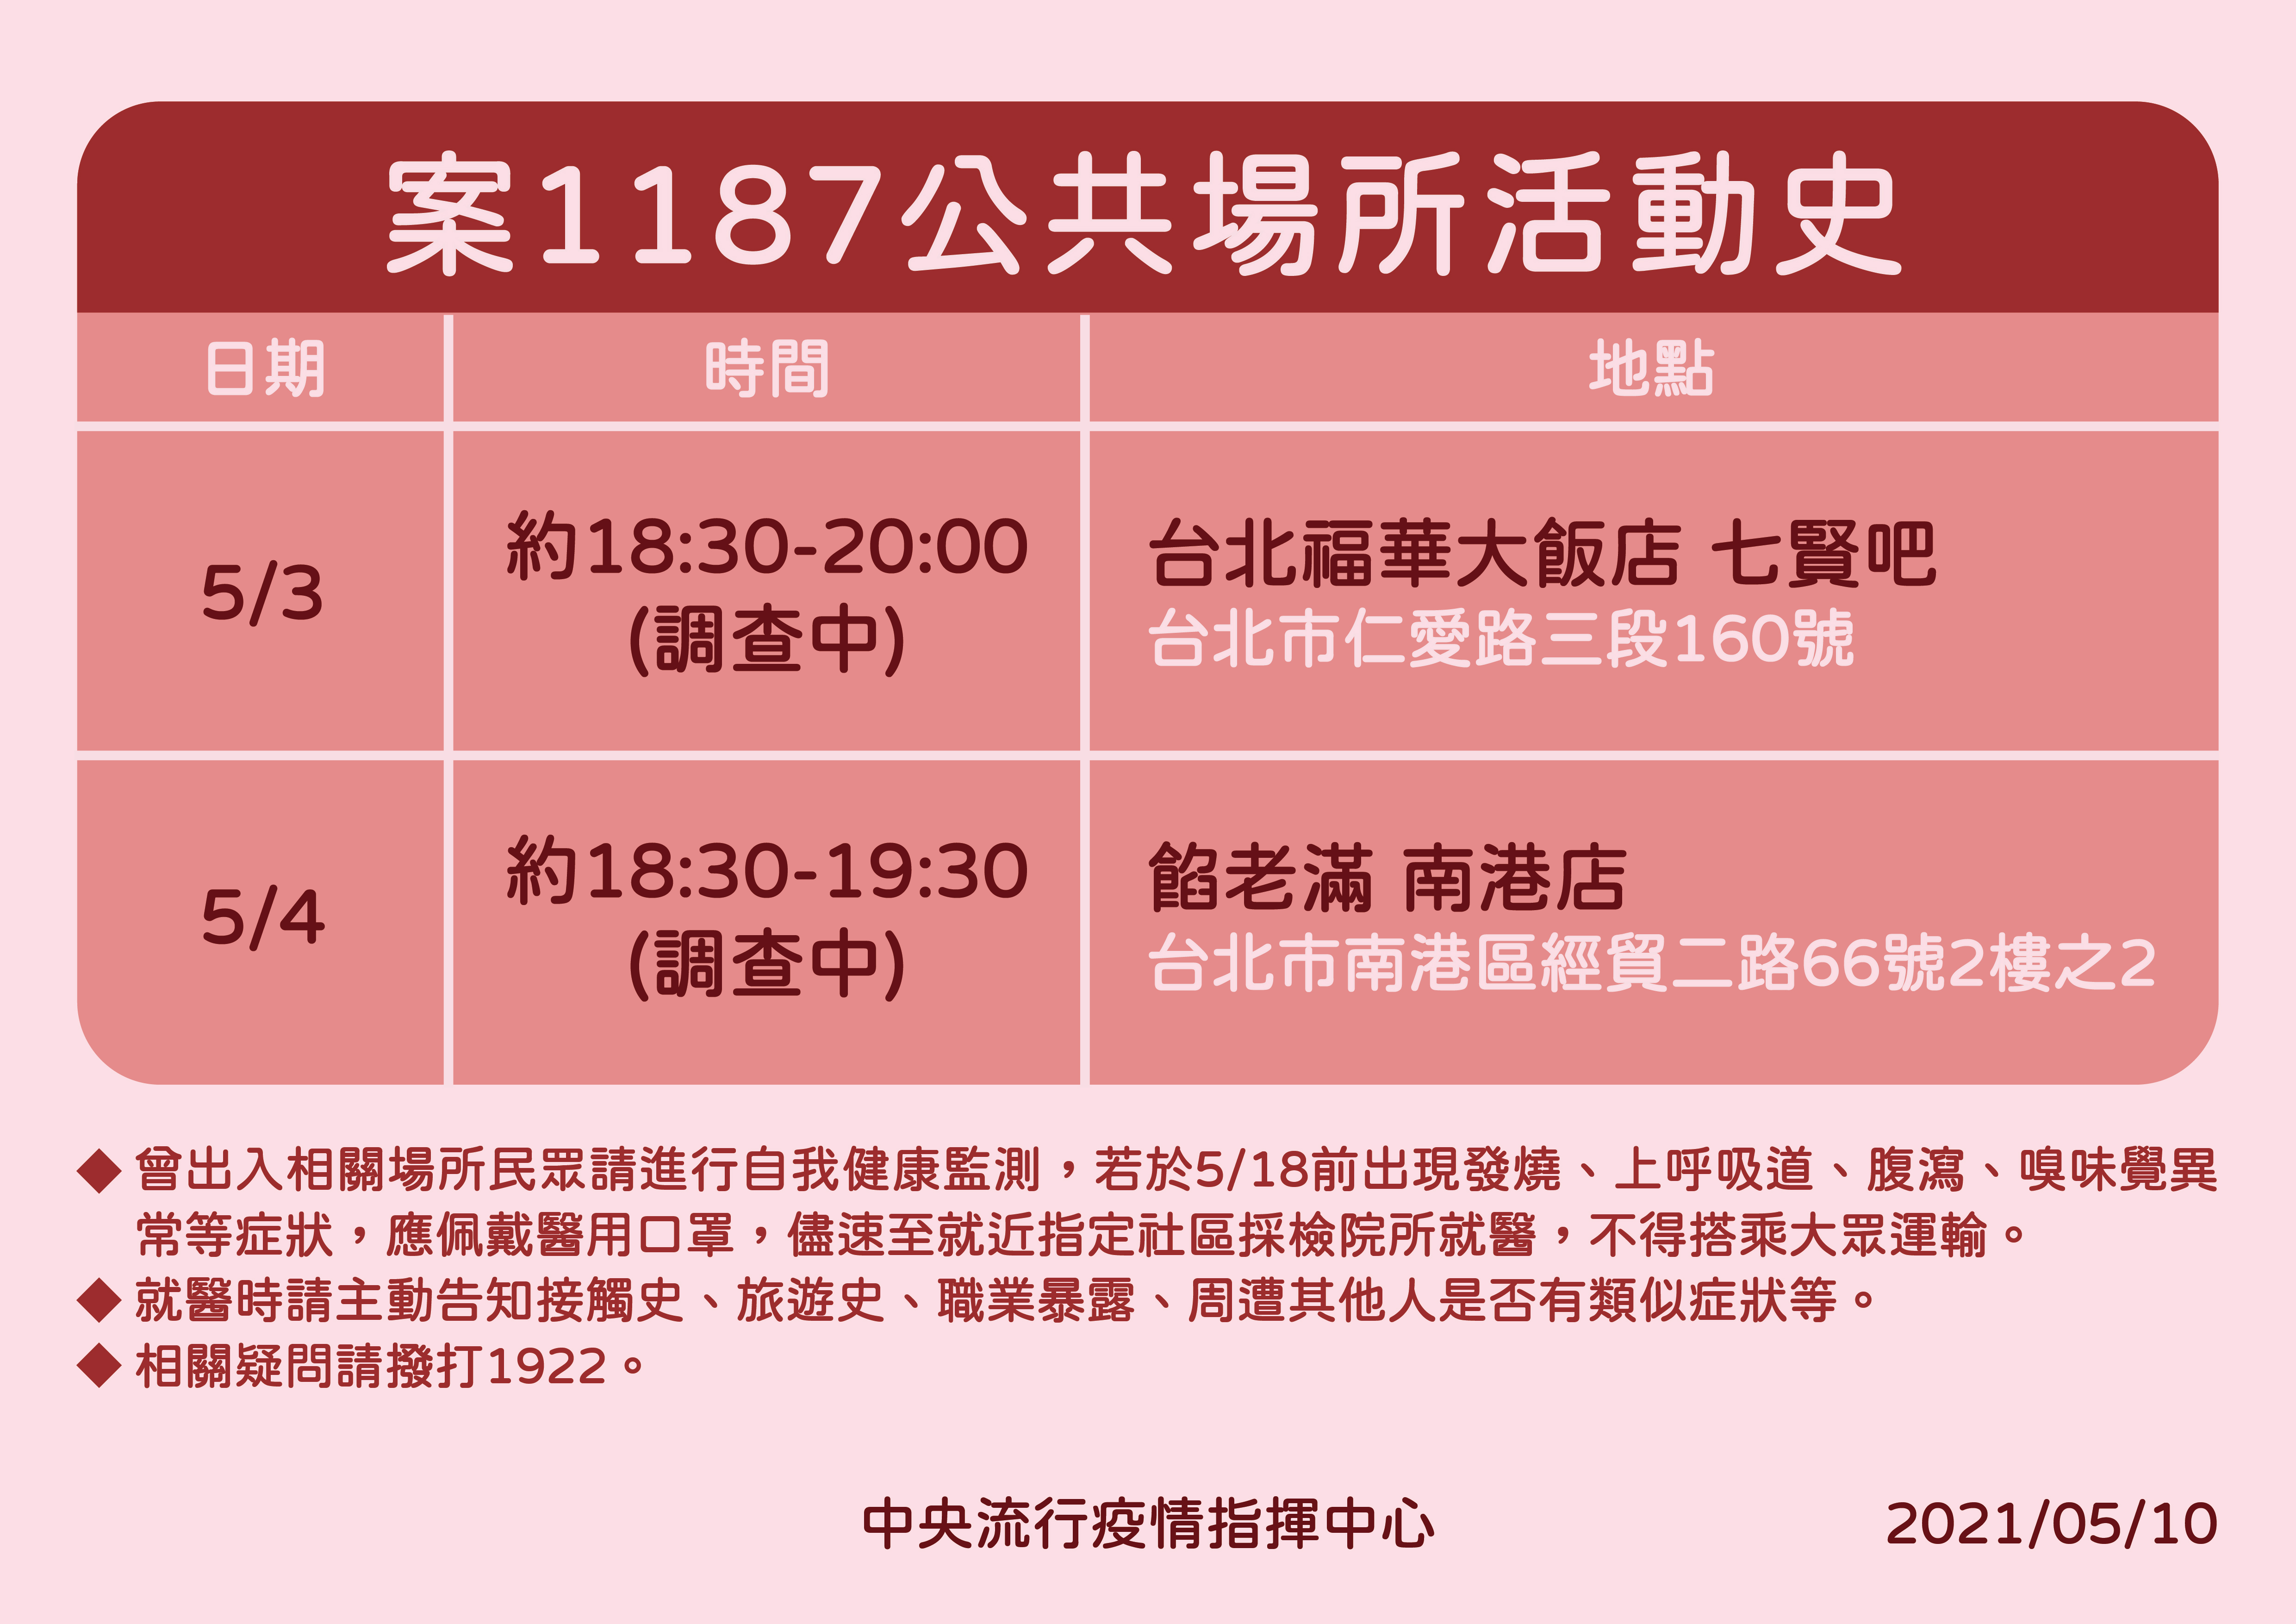 案1187公共場所活動史
日期 時間 地點
5/3
約18:30-20:00
(調查中)
台北福華大飯店 七賢吧
台北市仁愛路三段160號
5/4
約18:30-19:30
(調查中)
餡老滿 南港店
台北市南港區經貿二路66號2樓之2
◆ 曾出入相關場所民眾請進行自我健康監測，若於5/18前出現發燒、上呼吸道、腹瀉、嗅味覺異
常等症狀，應佩戴醫用口罩，儘速至就近指定社區採檢院所就醫，不得搭乘大眾運輸。
◆ 就醫時請主動告知接觸史、旅遊史、職業暴露、周遭其他人是否有類似症狀等。
◆ 相關疑問請撥打1922。
中央流行疫情指揮中心
2021/05/10